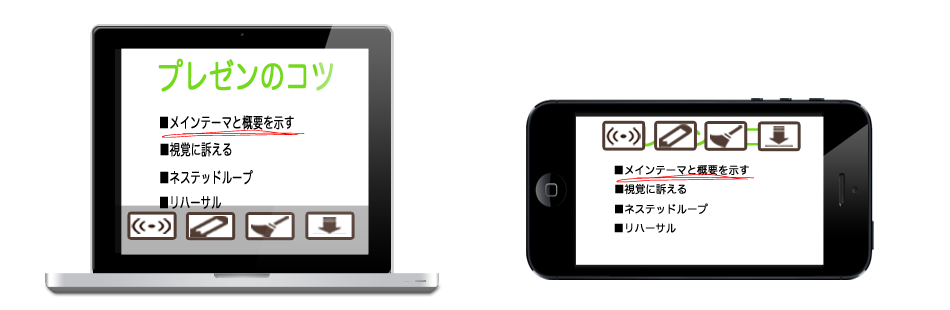 プレゼンのコツ
■メインテーマと概要を示す
■視覚に訴える
■ネステッドループ
■リハーサル
■メインテーマと概要を示す
■視覚に訴える
■ネステッドループ
■リハーサル